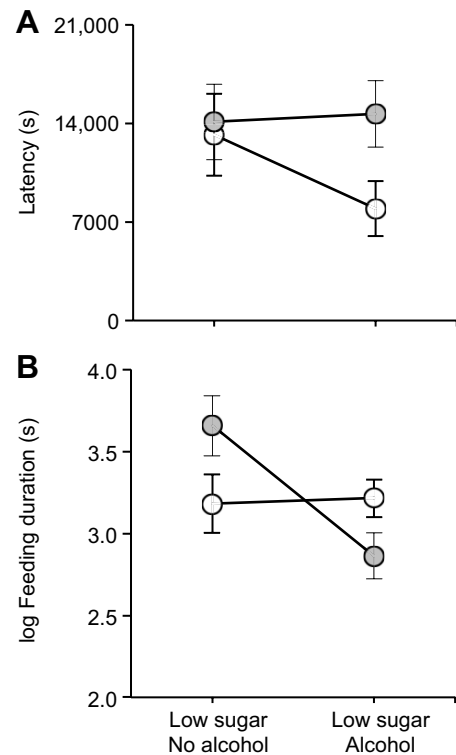 A
21,000
14,000
7000
0
Latency (s)
B
4.0
3.5
3.0
2.5
2.0
log Feeding duration (s)
Low sugar
No alcohol
Low sugar
Alcohol